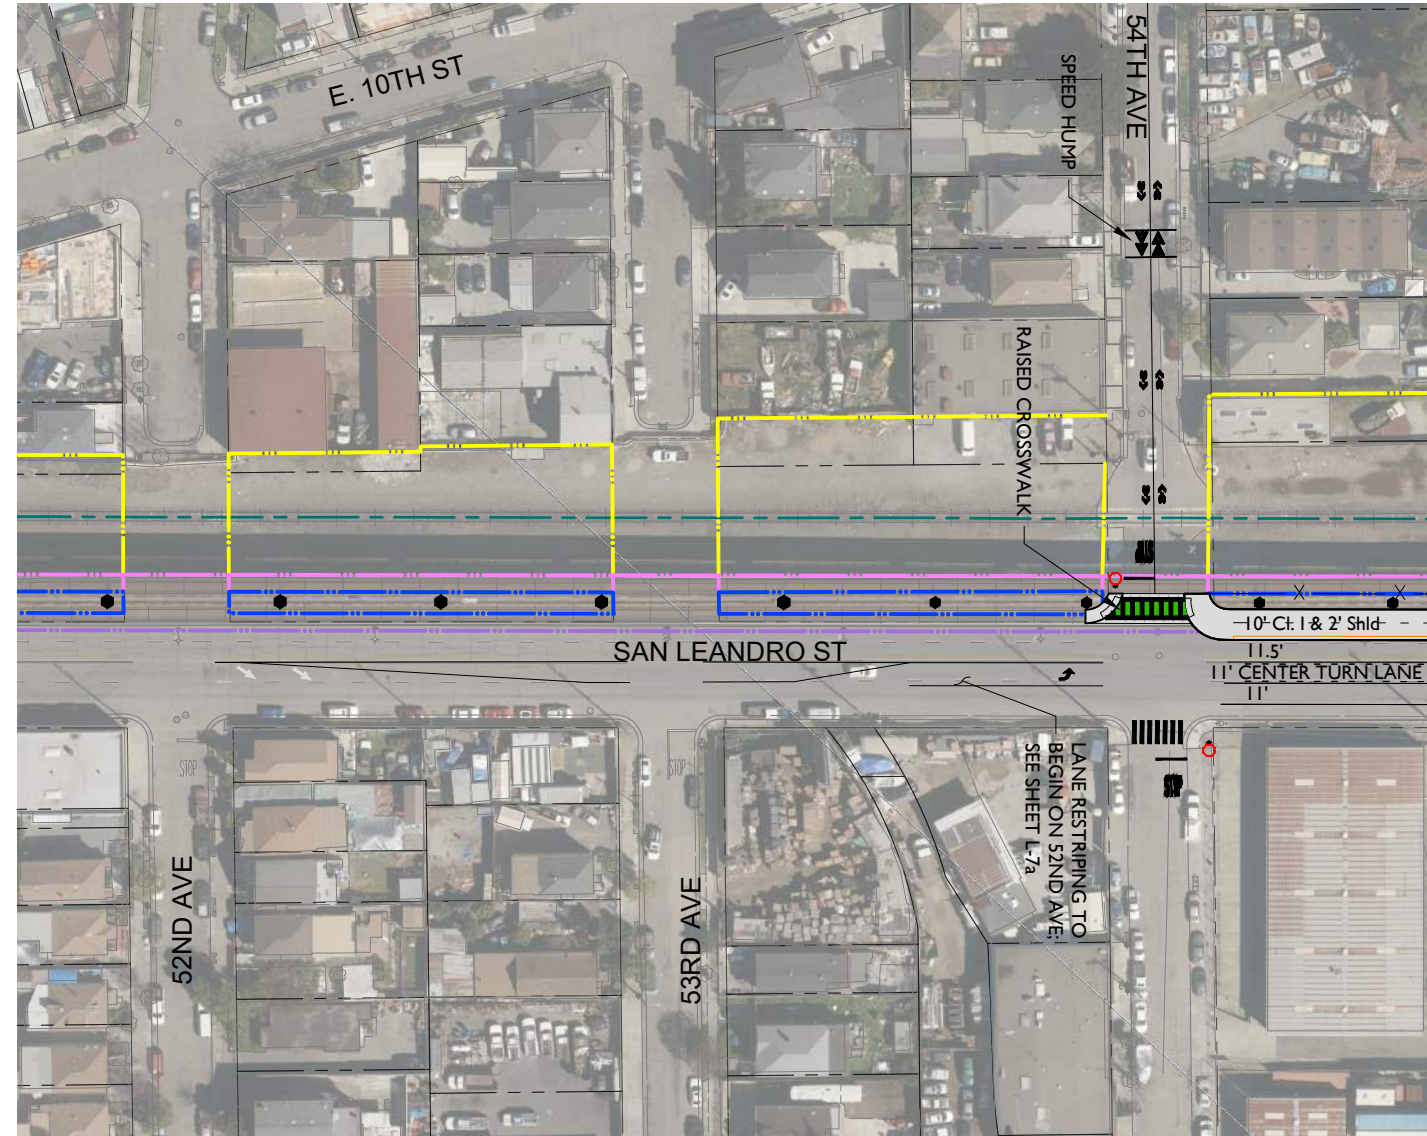 E. 10TH ST
54TH AVE
SPEED HUMP
RAISED CROSSWALK
10' Cl. 1 & 2' Shld
SAN LEANDRO ST
11.5'
11' CENTER TURN LANE
11'
LANE RESTRIPING TO
BEGIN ON 52ND AVE;
SEE SHEET L-7a
STOP
STOP
52ND AVE
53RD AVE